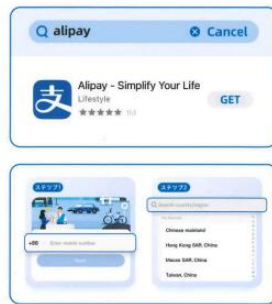 alipay
Cancel
支
Alipay - Simplify Your Life
Lifestyle
GET
ステップ1
ステップ2
Search country/region
+86
Enter mobile number
Chinese mainland
Hong Kong SAR, China
Macao SAR, China
Taiwan, China